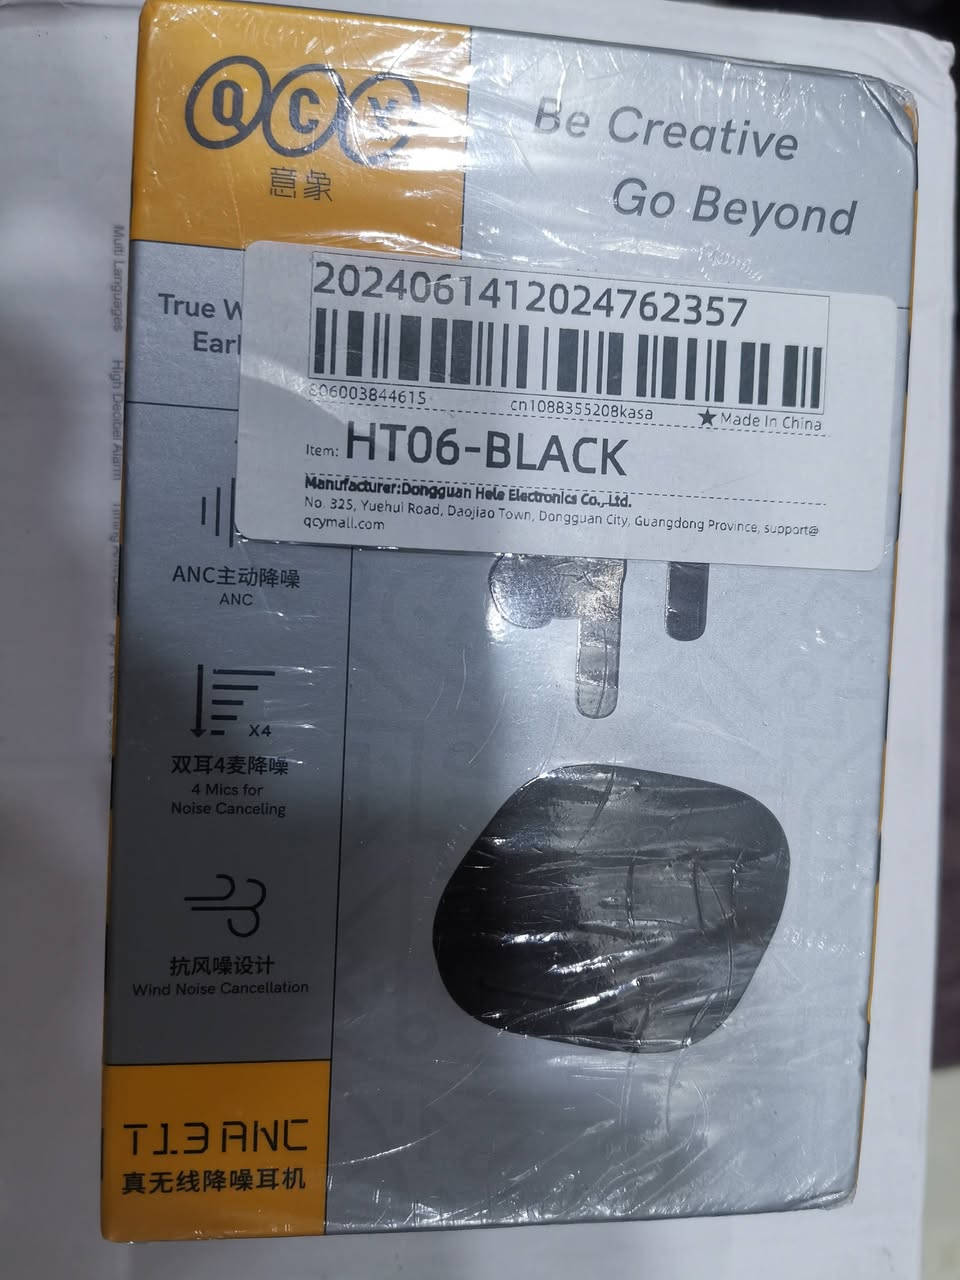 QCY
意象
Be Creative
Go Beyond
True W
Ear
2024061412024762357
806003844615
cn1088355208kasa
★ Made In China
Item: HT06-BLACK
Manufacturer:Dongguan Hele Electronics Co.,Ltd.
No. 325, Yuehui Road, Daojiao Town, Dongguan City, Guangdong Province, support@
qcymall.com
ANC主动降噪
ANC
X4
双耳4麦降噪
4 Mics for
Noise Canceling
抗风噪设计
Wind Noise Cancellation
T13 ANC
真无线降噪耳机
Multi Languages
High Decibel Alarm